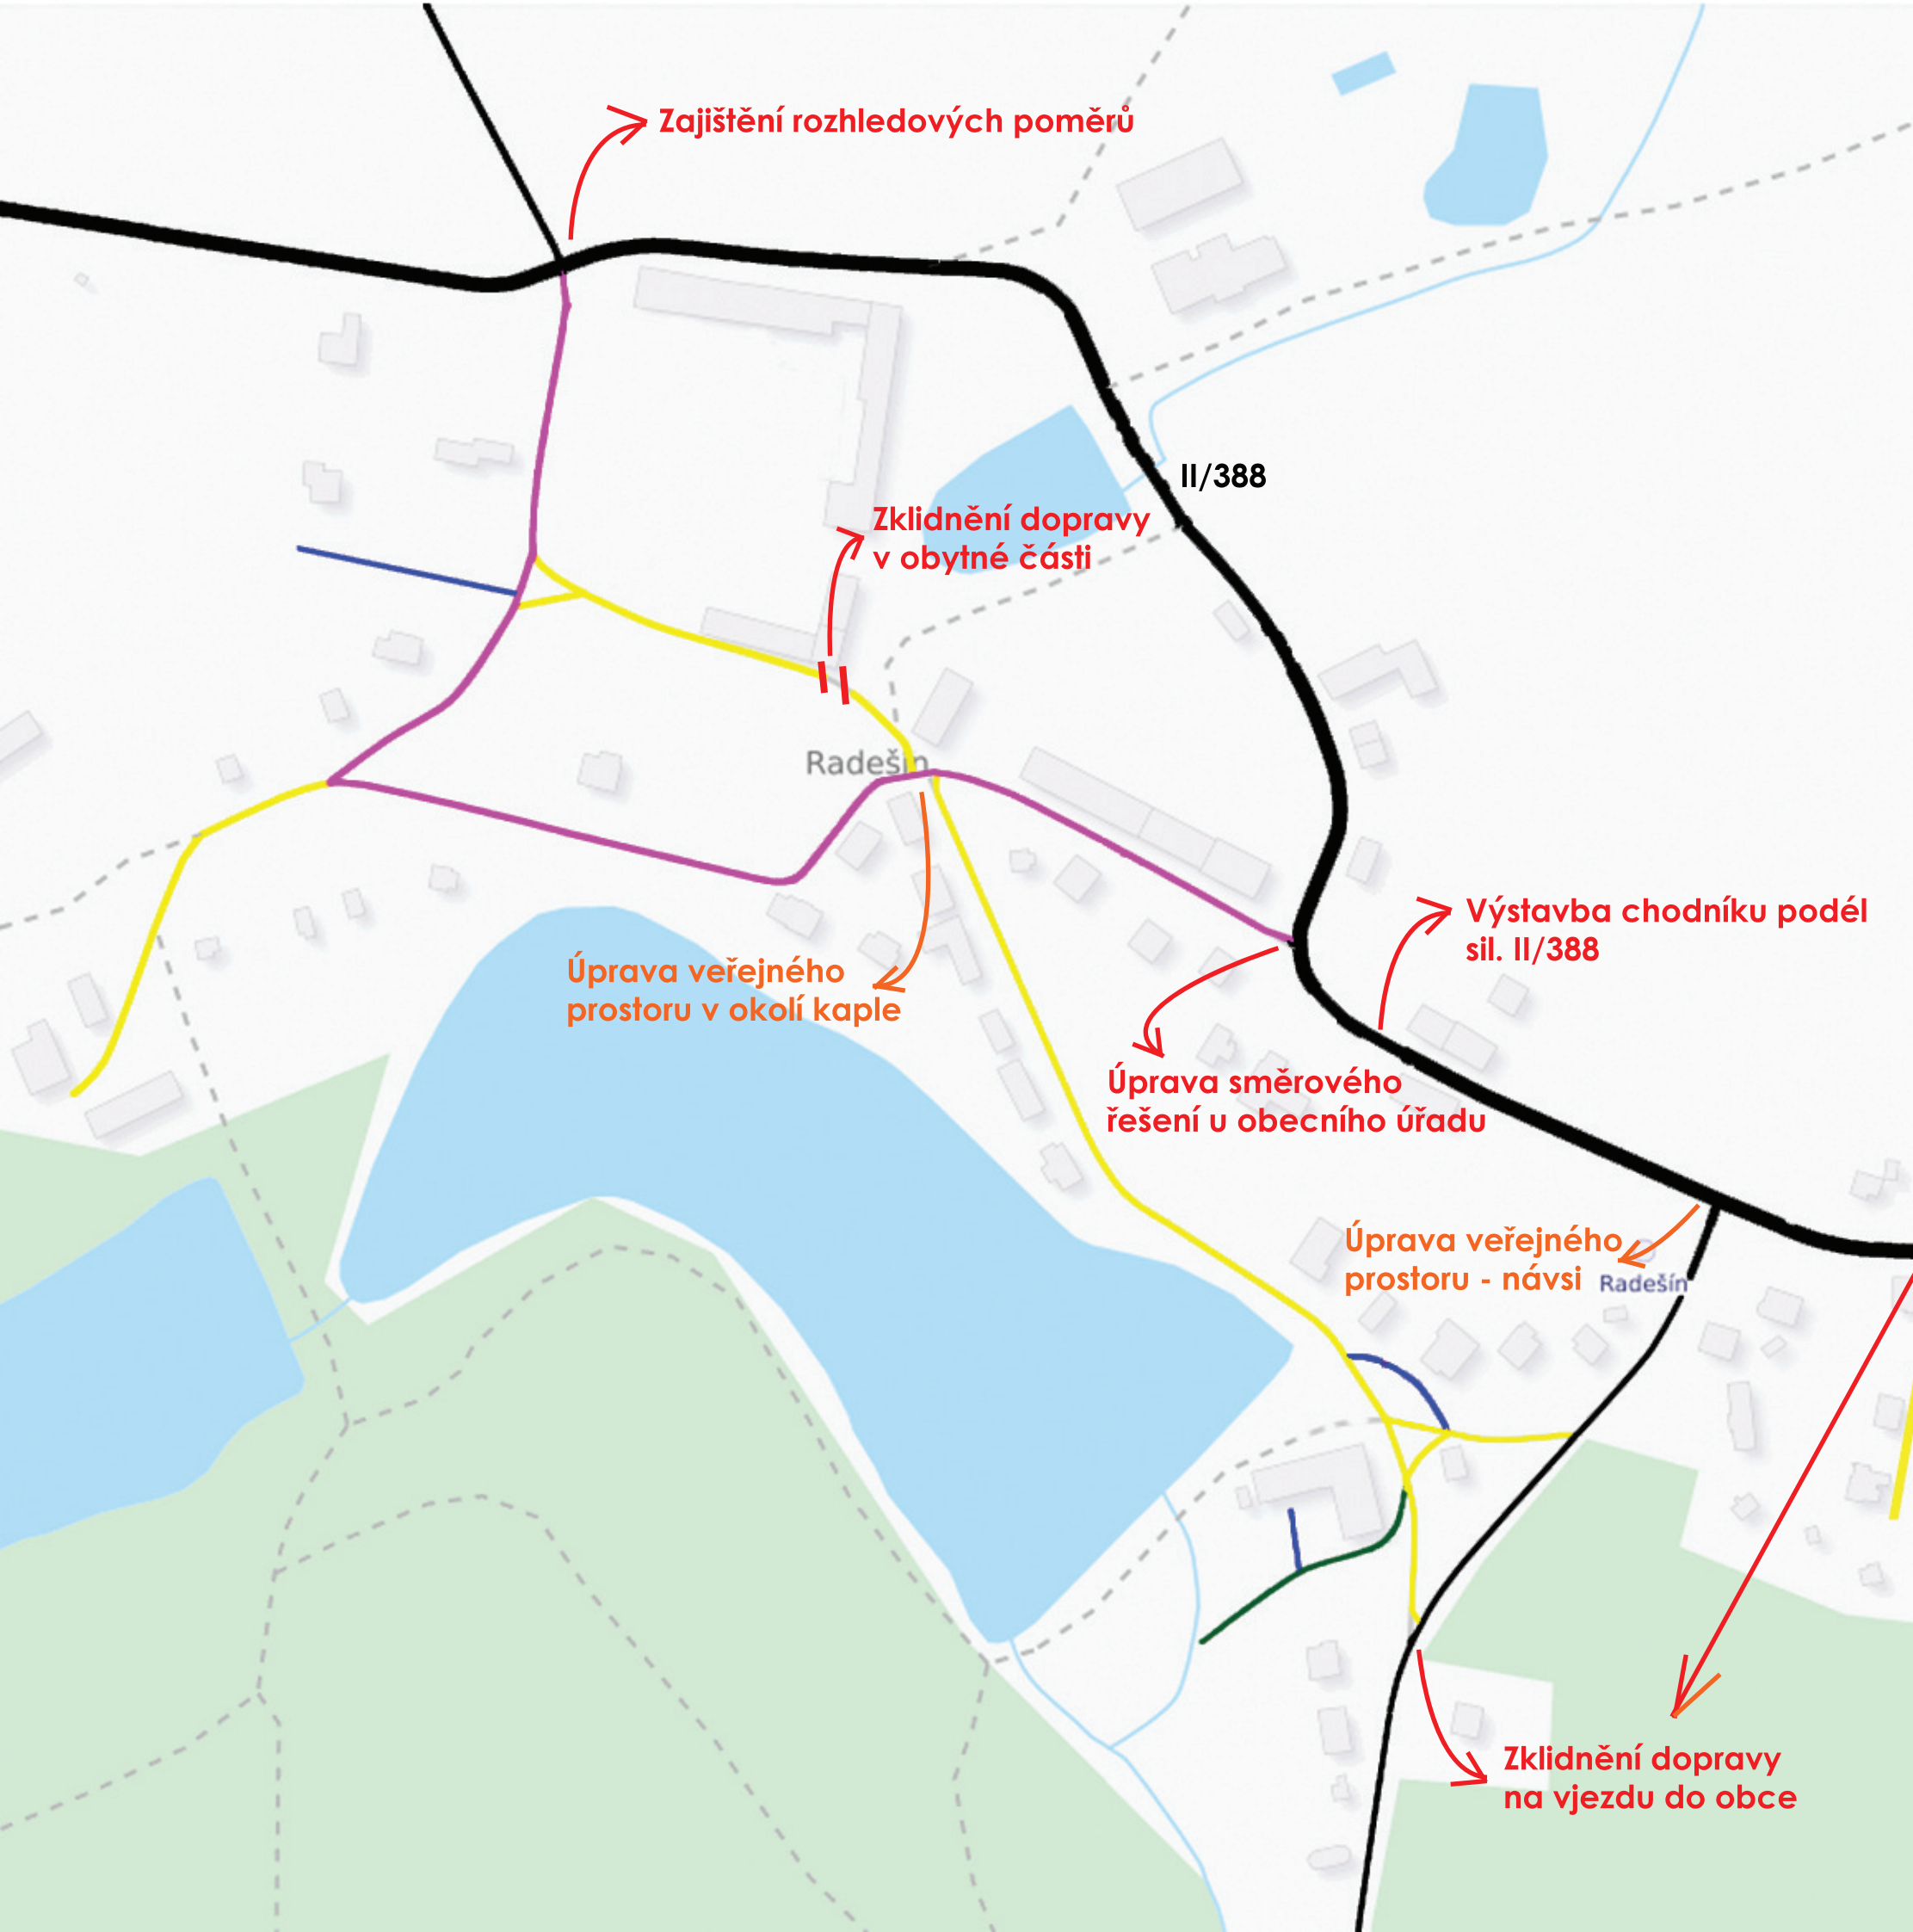 Zajištění rozhledových poměrů
II/388
Zklidnění dopravy
v obytné části
Radešín
Výstavba chodníku podél
sil. II/388
Úprava veřejného
prostoru v okolí kaple
Úprava směrového
řešení u obecního úřadu
Úprava veřejného
prostoru - návsi
Radešín
Zklidnění dopravy
na vjezdu do obce